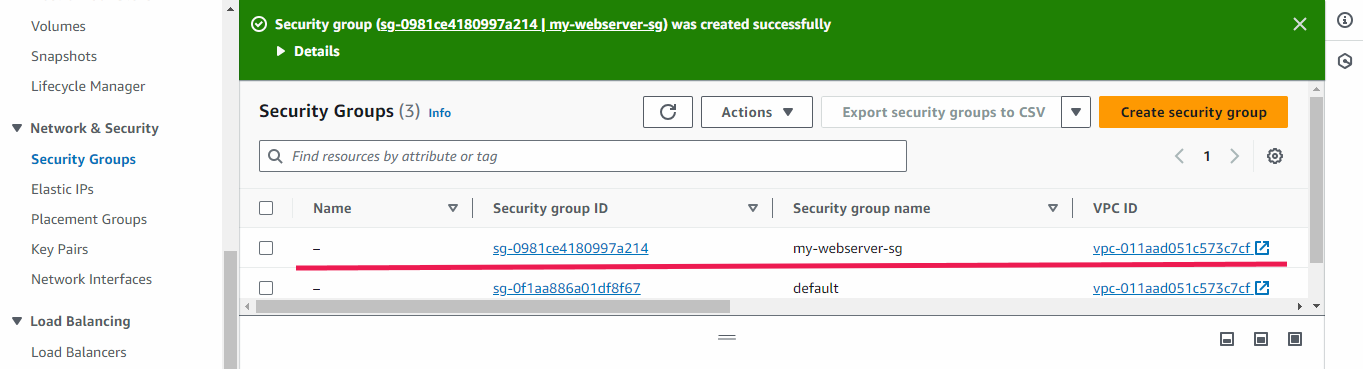 Volumes
Snapshots
Lifecycle Manager
Network & Security
Security Groups
Elastic IPs
Placement Groups
Key Pairs
Network Interfaces
Load Balancing
Load Balancers
Security group (sg-0981ce4180997a214 | my-webserver-sg) was created successfully
Details
Security Groups (3) Info
Actions
Export security groups to CSV
Create security group
Find resources by attribute or tag
1
Name Security group ID Security group name VPC ID
– sg-0981ce4180997a214 my-webserver-sg vpc-011aad051c573c7cf
– sg-0f1aa886a01df8f67 default vpc-011aad051c573c7cf